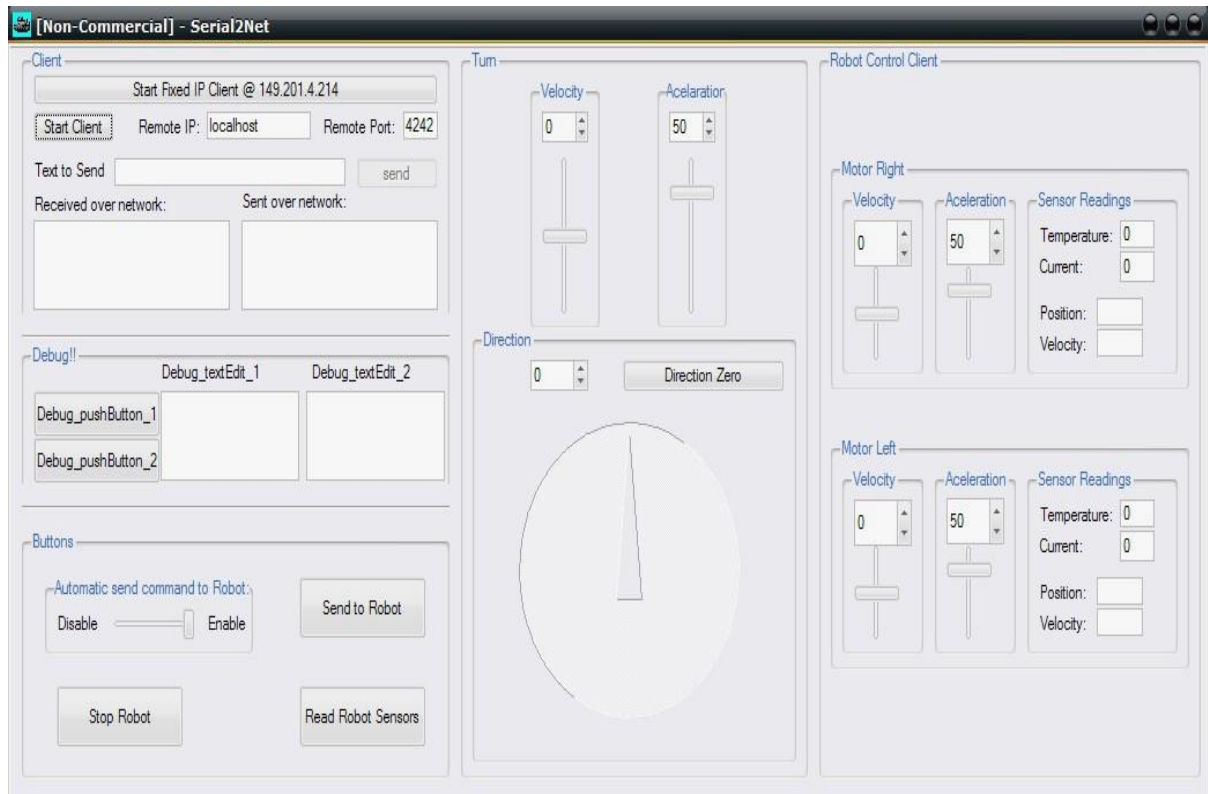 [Non-Commercial] - Serial2Net
Client
Start Fixed IP Client @ 149.201.4.214
Start Client Remote IP: localhost Remote Port: 4242
Text to Send send
Received over network: Sent over network:
Debug!!
Debug_textEdit_1 Debug_textEdit_2
Debug_pushButton_1
Debug_pushButton_2
Buttons
Automatic send command to Robot:
Disable Enable
Send to Robot
Stop Robot Read Robot Sensors
Turn
Velocity Acelaration
0 50
Direction
0 Direction Zero
Robot Control Client
Motor Right
Velocity Aceleration Sensor Readings
0 50 Temperature: 0
Current: 0
Position:
Velocity:
Motor Left
Velocity Aceleration Sensor Readings
0 50 Temperature: 0
Current: 0
Position:
Velocity: